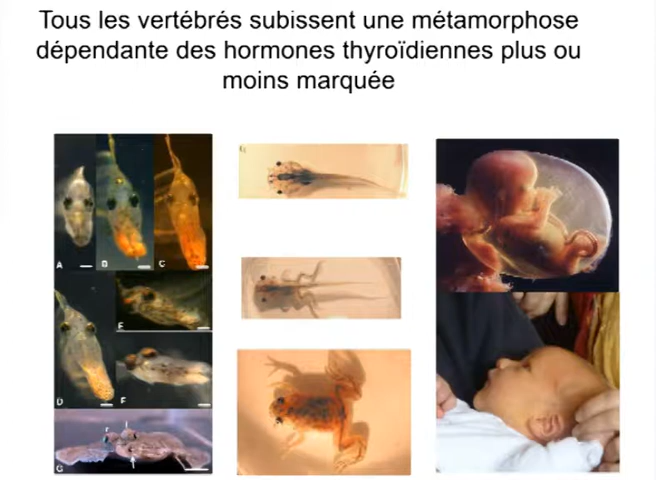 Tous les vertébrés subissent une métamorphose
dépendante des hormones thyroïdiennes plus ou
moins marquée
A
B
C
E
D
F
G